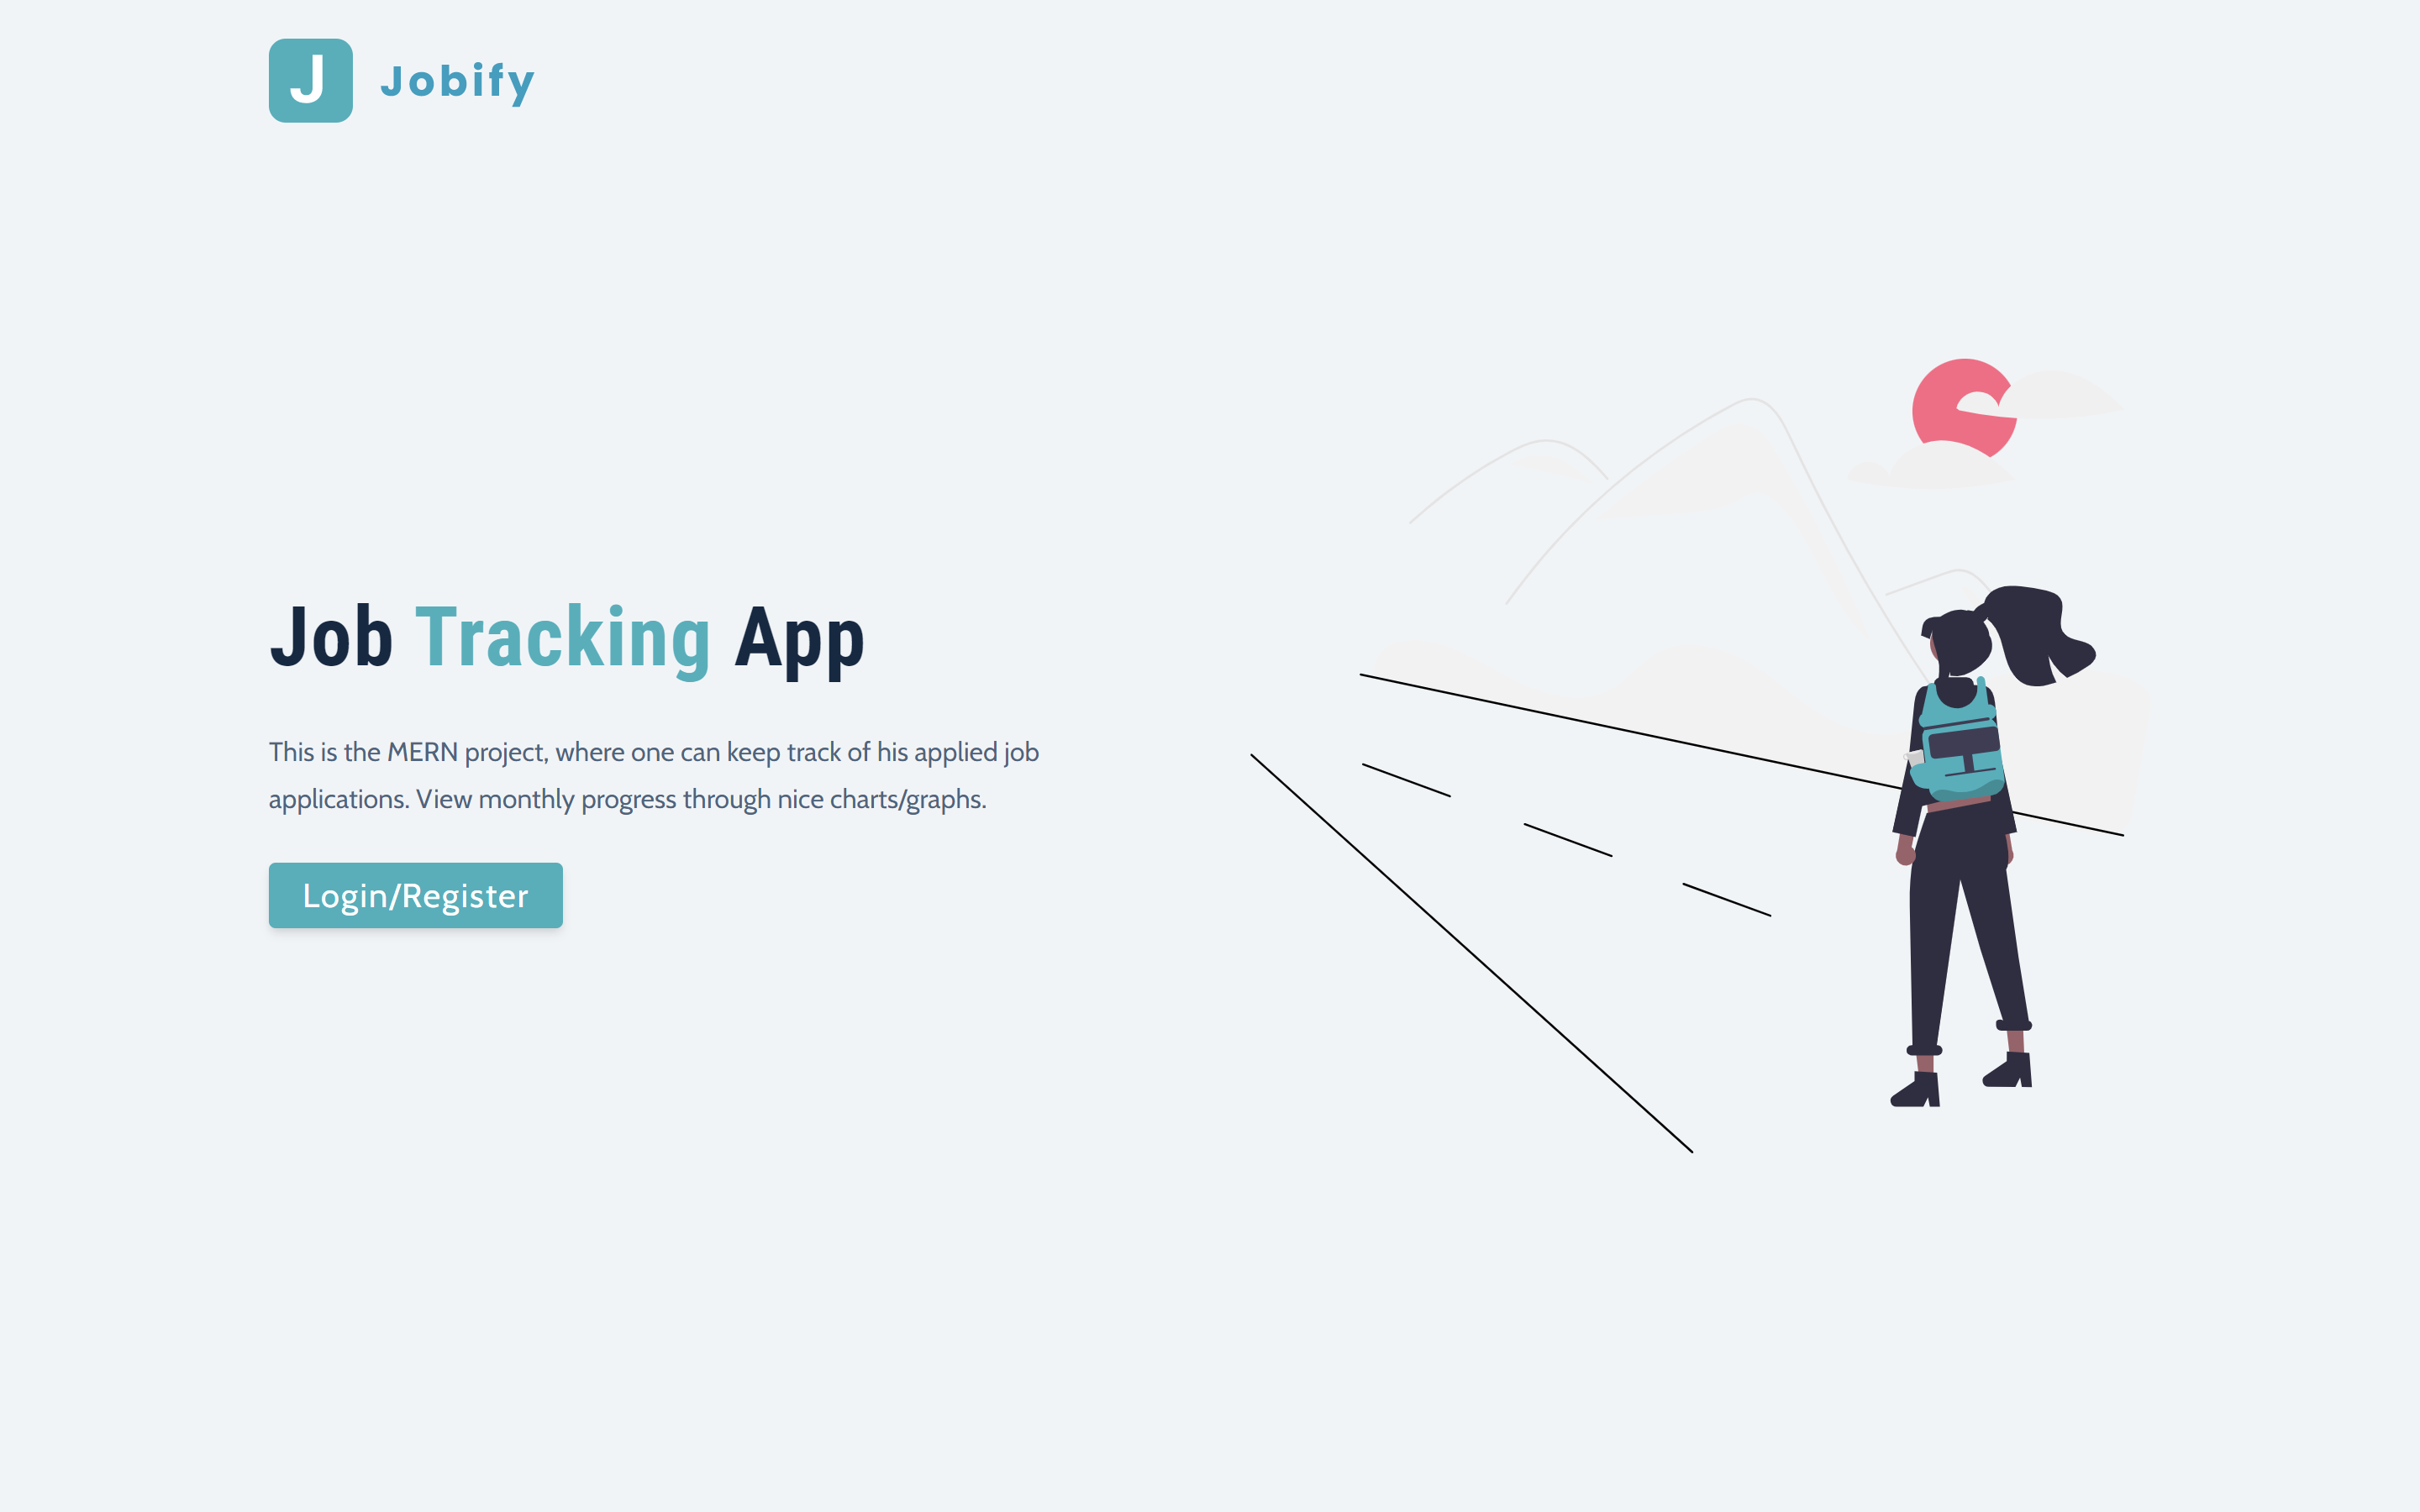 J Jobify
Job Tracking App
This is the MERN project, where one can keep track of his applied job
applications. View monthly progress through nice charts/graphs.
Login/Register